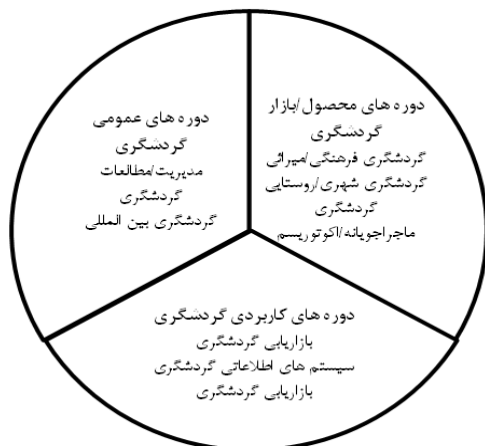 دوره های محصول/بازار
گردشگری
گردشگری فرهنگی/میراثی
گردشگری شهری/روستایی
گردشگری
ماجراجویانه/اکوتوریسم
دوره های عمومی
گردشگری
مدیریت/مطالعات
گردشگری
گردشگری بین المللی
دوره های کاربردی گردشگری
بازاریابی گردشگری
سیستم های اطلاعاتی گردشگری
بازاریابی گردشگری